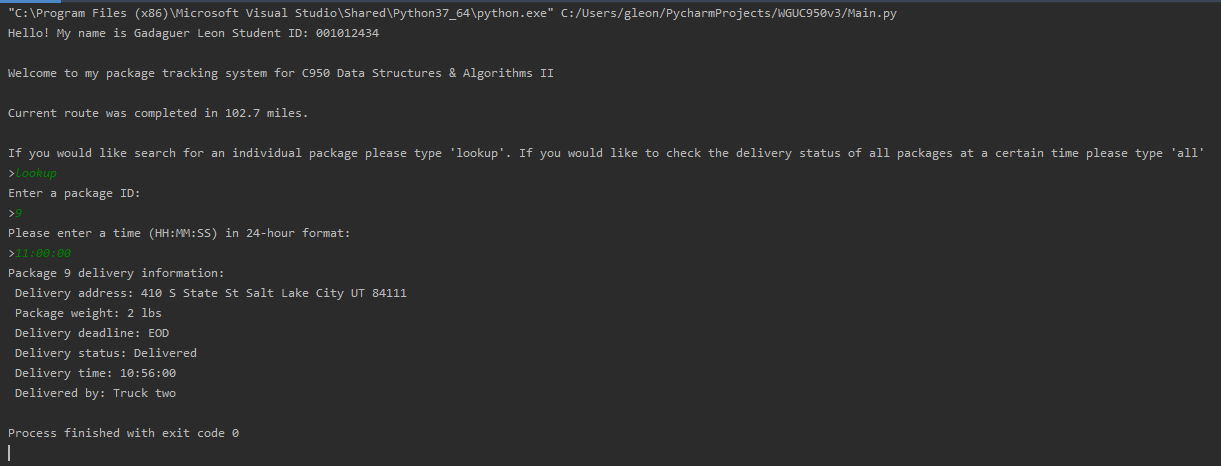 "C:\Program Files (x86)\Microsoft Visual Studio\Shared\Python37_64\python.exe" C:/Users/gleon/PycharmProjects/WGUC950v3/Main.py
Hello! My name is Gadaguer Leon Student ID: 001012434
Welcome to my package tracking system for C950 Data Structures & Algorithms II
Current route was completed in 102.7 miles.
If you would like search for an individual package please type 'lookup'. If you would like to check the delivery status of all packages at a certain time please type 'all'
>lookup
Enter a package ID:
>9
Please enter a time (HH:MM:SS) in 24-hour format:
>11:00:00
Package 9 delivery information:
Delivery address: 410 S State St Salt Lake City UT 84111
Package weight: 2 lbs
Delivery deadline: EOD
Delivery status: Delivered
Delivery time: 10:56:00
Delivered by: Truck two
Process finished with exit code 0